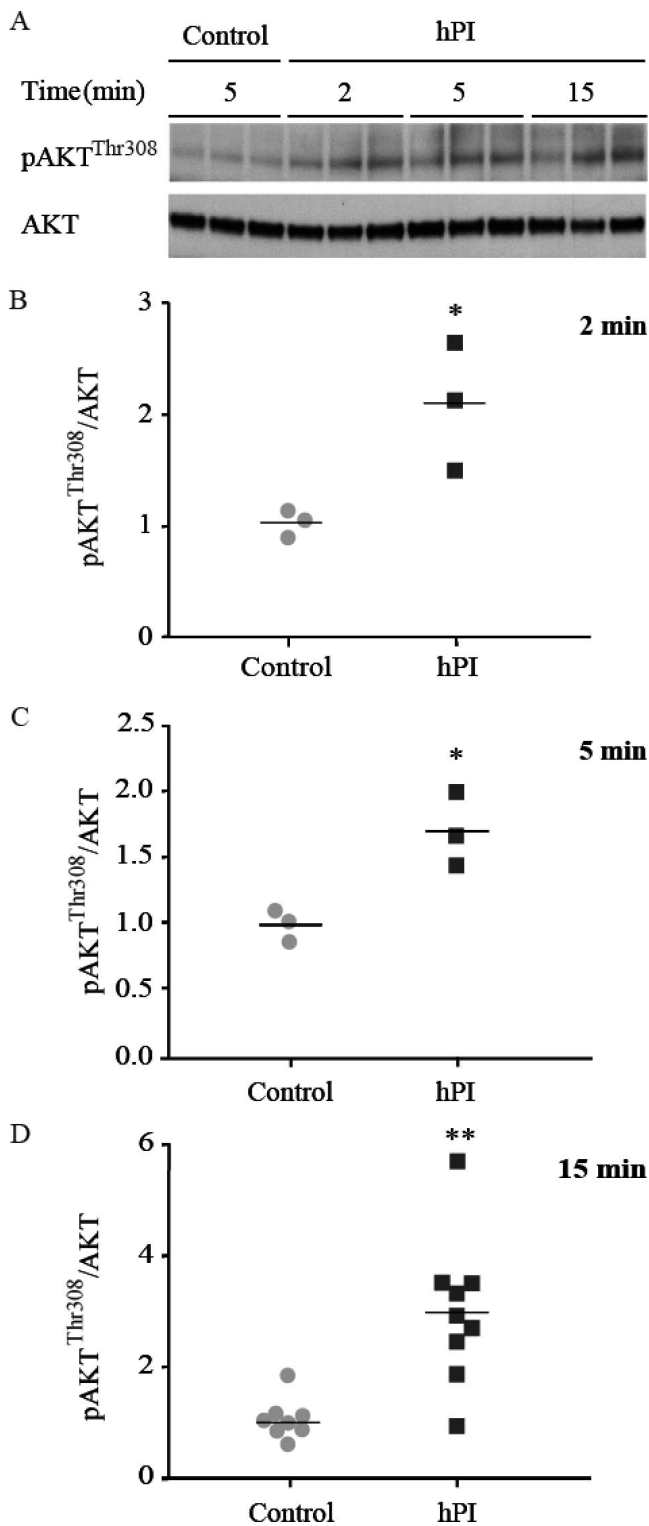 A
Control hPI
Time(min) 5 2 5 15
pAKT^Thr308
AKT
B
3
* 2 min
2
1
0
pAKT^Thr308/AKT
Control hPI
C
2.5
* 5 min
2.0
1.5
1.0
0.5
0.0
pAKT^Thr308/AKT
Control hPI
D
6
** 15 min
4
2
0
pAKT^Thr308/AKT
Control hPI